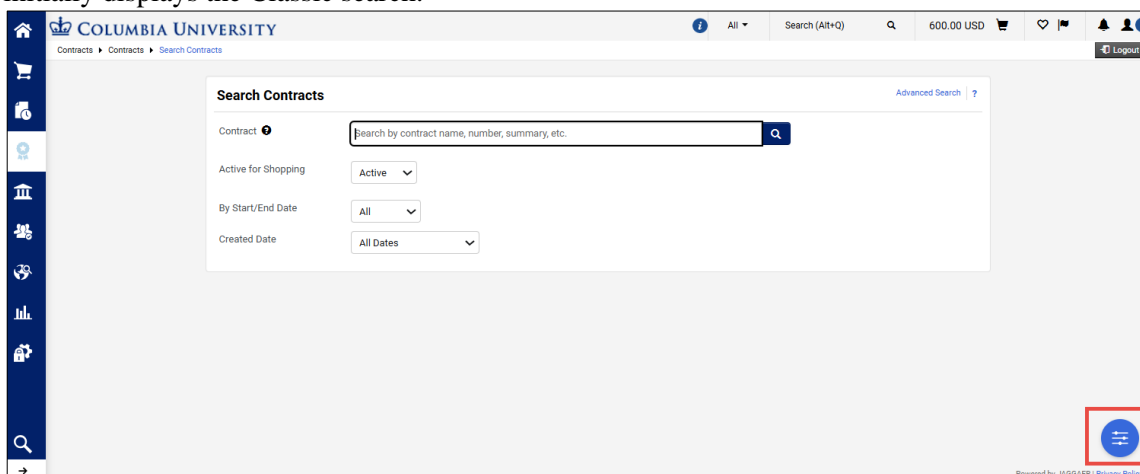 initially displays the Classic search.
COLUMBIA UNIVERSITY
All
Search (Alt+Q)
600.00 USD
Contracts Contracts Search Contracts
Logout
Search Contracts
Advanced Search ?
Contract ?
Search by contract name, number, summary, etc.
Active for Shopping
Active
By Start/End Date
All
Created Date
All Dates
Powered by JAGGAER | Privacy Policy